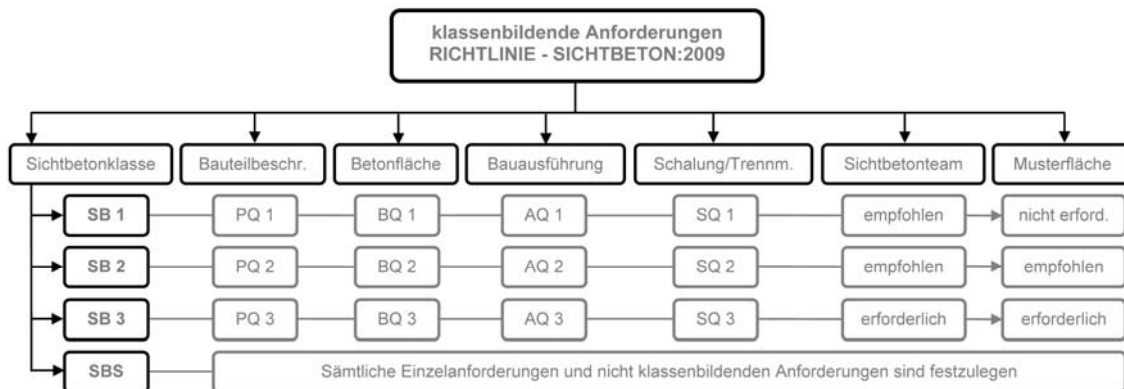 klassenbildende Anforderungen
RICHTLINIE - SICHTBETON:2009
Sichtbetonklasse Bauteilbeschr. Betonfläche Bauausführung Schalung/Trennm. Sichtbetonteam Musterfläche
SB 1 PQ 1 BQ 1 AQ 1 SQ 1 empfohlen nicht erford.
SB 2 PQ 2 BQ 2 AQ 2 SQ 2 empfohlen empfohlen
SB 3 PQ 3 BQ 3 AQ 3 SQ 3 erforderlich erforderlich
SBS Sämtliche Einzelanforderungen und nicht klassenbildenden Anforderungen sind festzulegen